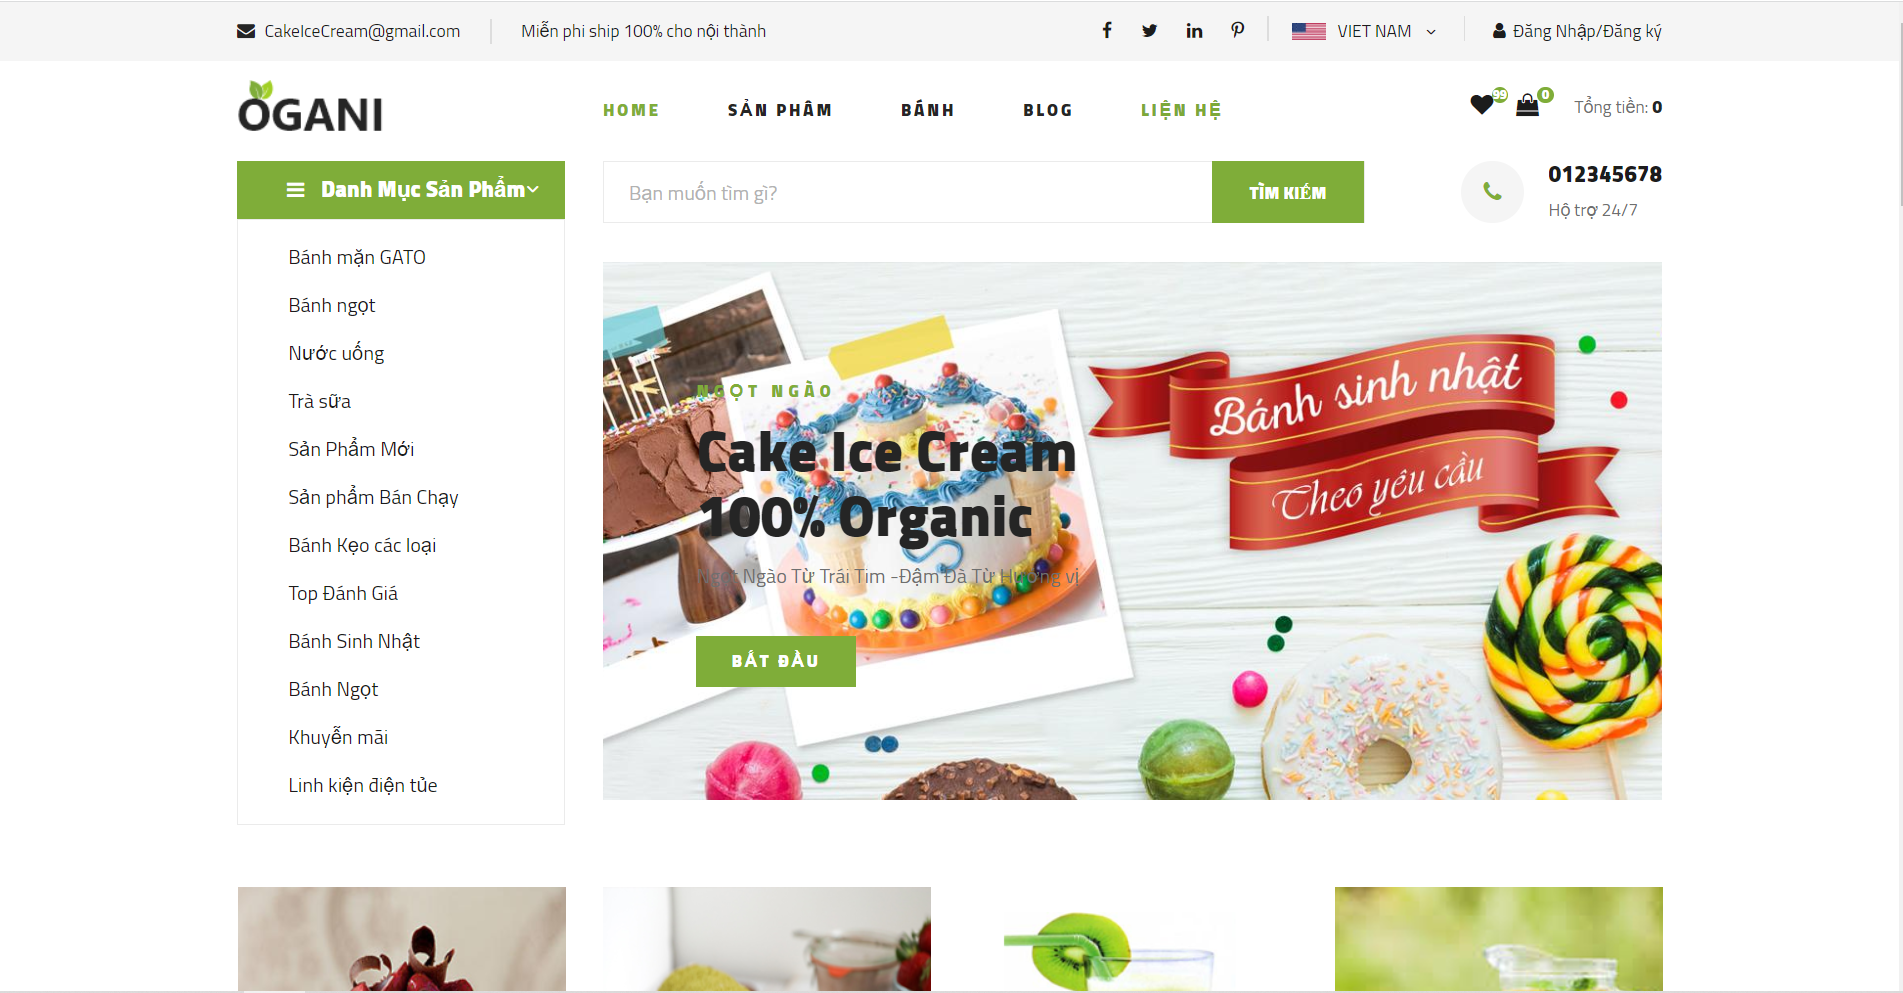 CakeIceCream@gmail.com
Miễn phi ship 100% cho nội thành
VIET NAM
Đăng Nhập/Đăng ký
OGANI
HOME
SẢN PHÂM
BÁNH
BLOG
LIỆN HỆ
99
0
Tổng tiền: 0
Danh Mục Sản Phẩm
Bạn muốn tìm gì?
TÌM KIẾM
012345678
Hộ trợ 24/7
Bánh mặn GATO
Bánh ngọt
Nước uống
Trà sữa
Sản Phẩm Mới
Sản phẩm Bán Chạy
Bánh Kẹo các loại
Top Đánh Giá
Bánh Sinh Nhật
Bánh Ngọt
Khuyễn mãi
Linh kiện điện tủe
NGỌT NGÀO
Cake Ice Cream
100% Organic
Ngọt Ngào Từ Trái Tim -Đậm Đà Từ Hương vị
BẮT ĐẦU
Bánh sinh nhật
Theo yêu cầu